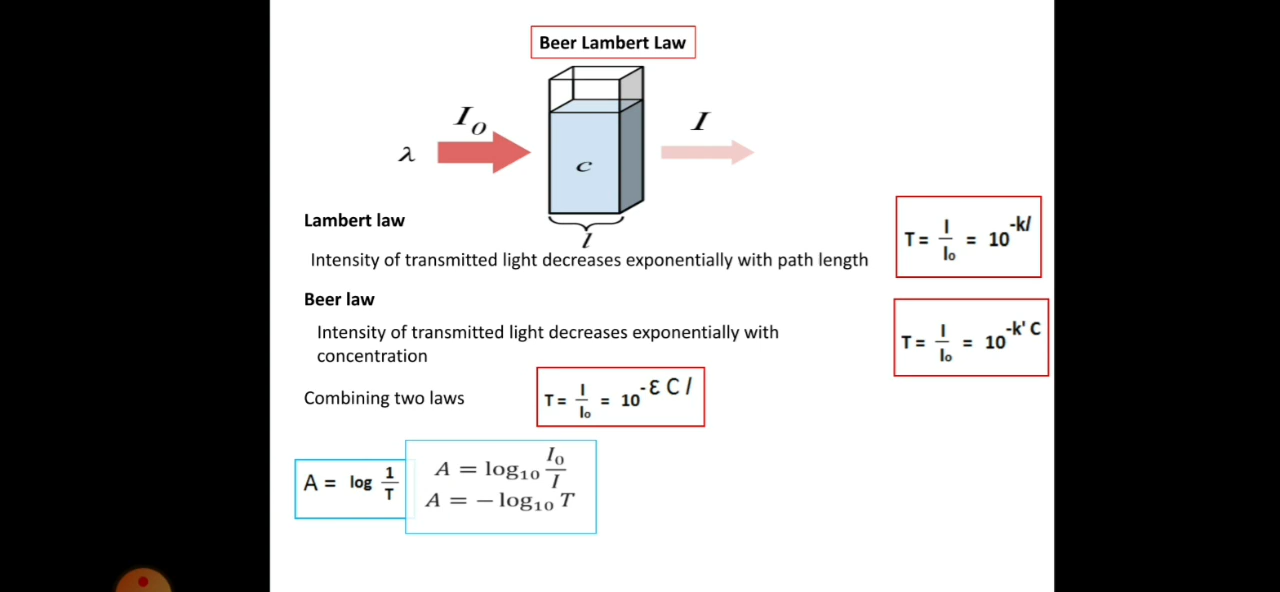 Beer Lambert Law
λ
I₀
I
c
l
Lambert law
Intensity of transmitted light decreases exponentially with path length
T = I/I₀ = 10^-kl
Beer law
Intensity of transmitted light decreases exponentially with
concentration
T = I/I₀ = 10^-k' C
Combining two laws
T = I/I₀ = 10^-Ɛ C l
A = log 1/T
A = log₁₀ I₀/I
A = − log₁₀ T